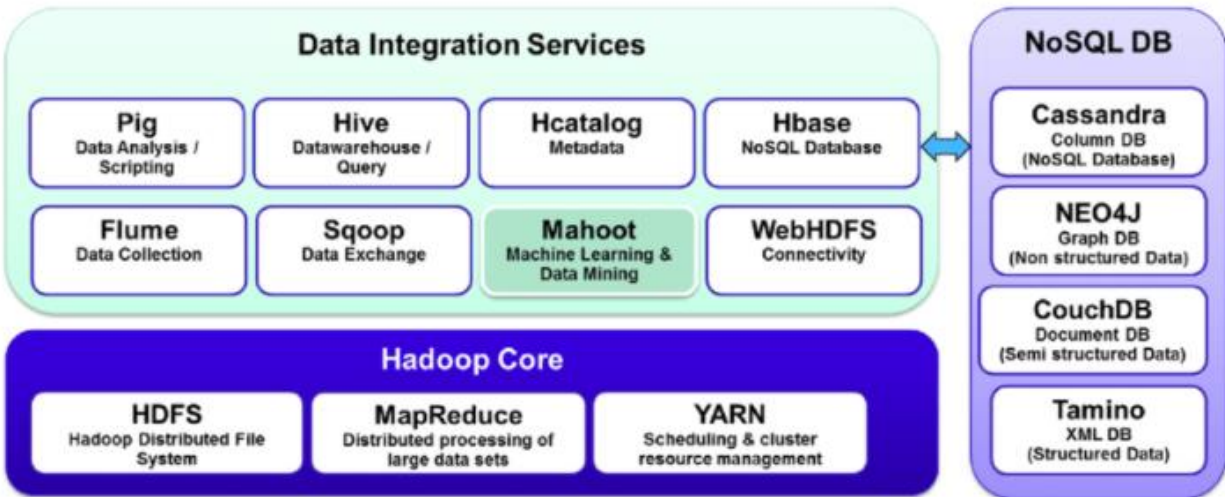 Data Integration Services
Pig
Data Analysis /
Scripting
Hive
Datawarehouse /
Query
Hcatalog
Metadata
Hbase
NoSQL Database
Flume
Data Collection
Sqoop
Data Exchange
Mahoot
Machine Learning &
Data Mining
WebHDFS
Connectivity
Hadoop Core
HDFS
Hadoop Distributed File
System
MapReduce
Distributed processing of
large data sets
YARN
Scheduling & cluster
resource management
NoSQL DB
Cassandra
Column DB
(NoSQL Database)
NEO4J
Graph DB
(Non structured Data)
CouchDB
Document DB
(Semi structured Data)
Tamino
XML DB
(Structured Data)